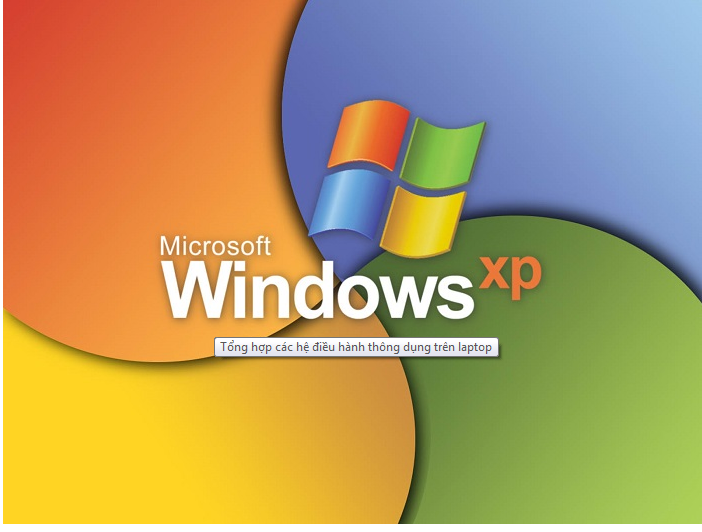 Microsoft
Windows xp
Tổng hợp các hệ điều hành thông dụng trên laptop